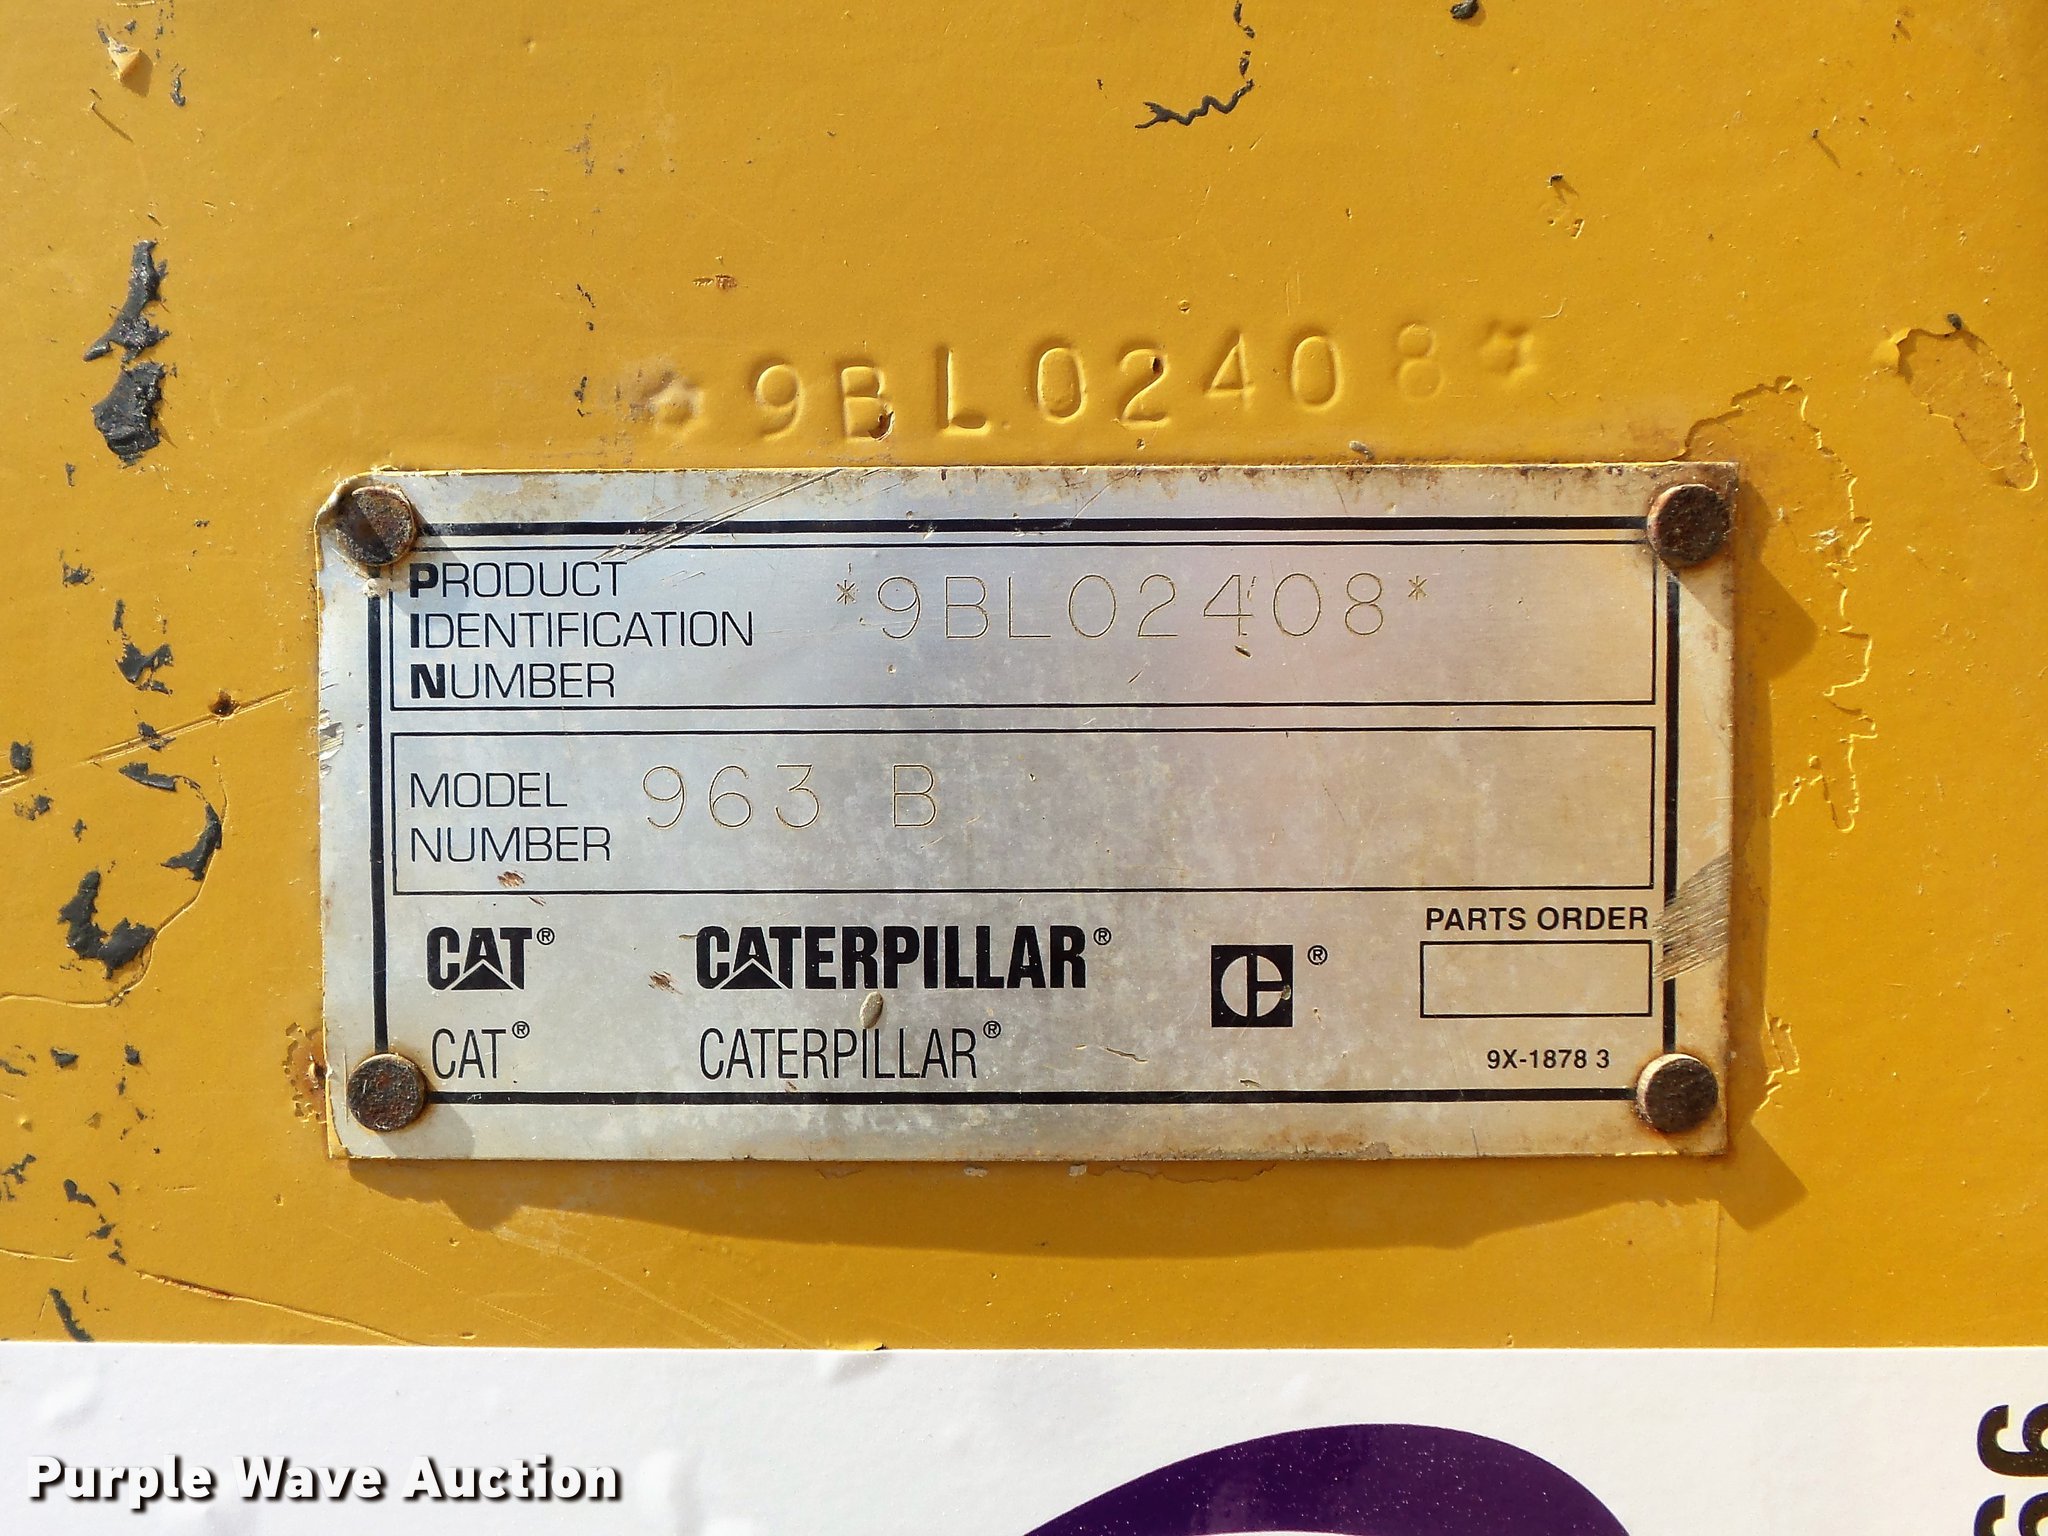 *9BL02408*
PRODUCT
IDENTIFICATION
NUMBER
*9BL02408*
MODEL
NUMBER
963 B
CAT® CATERPILLAR® ®
PARTS ORDER
CAT® CATERPILLAR®
9X-1878 3
Purple Wave Auction